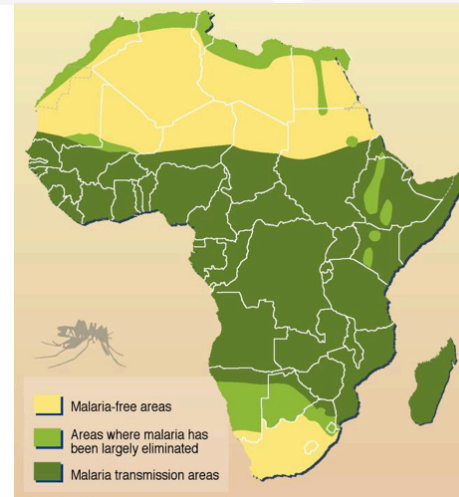 Malaria-free areas
Areas where malaria has
been largely eliminated
Malaria transmission areas